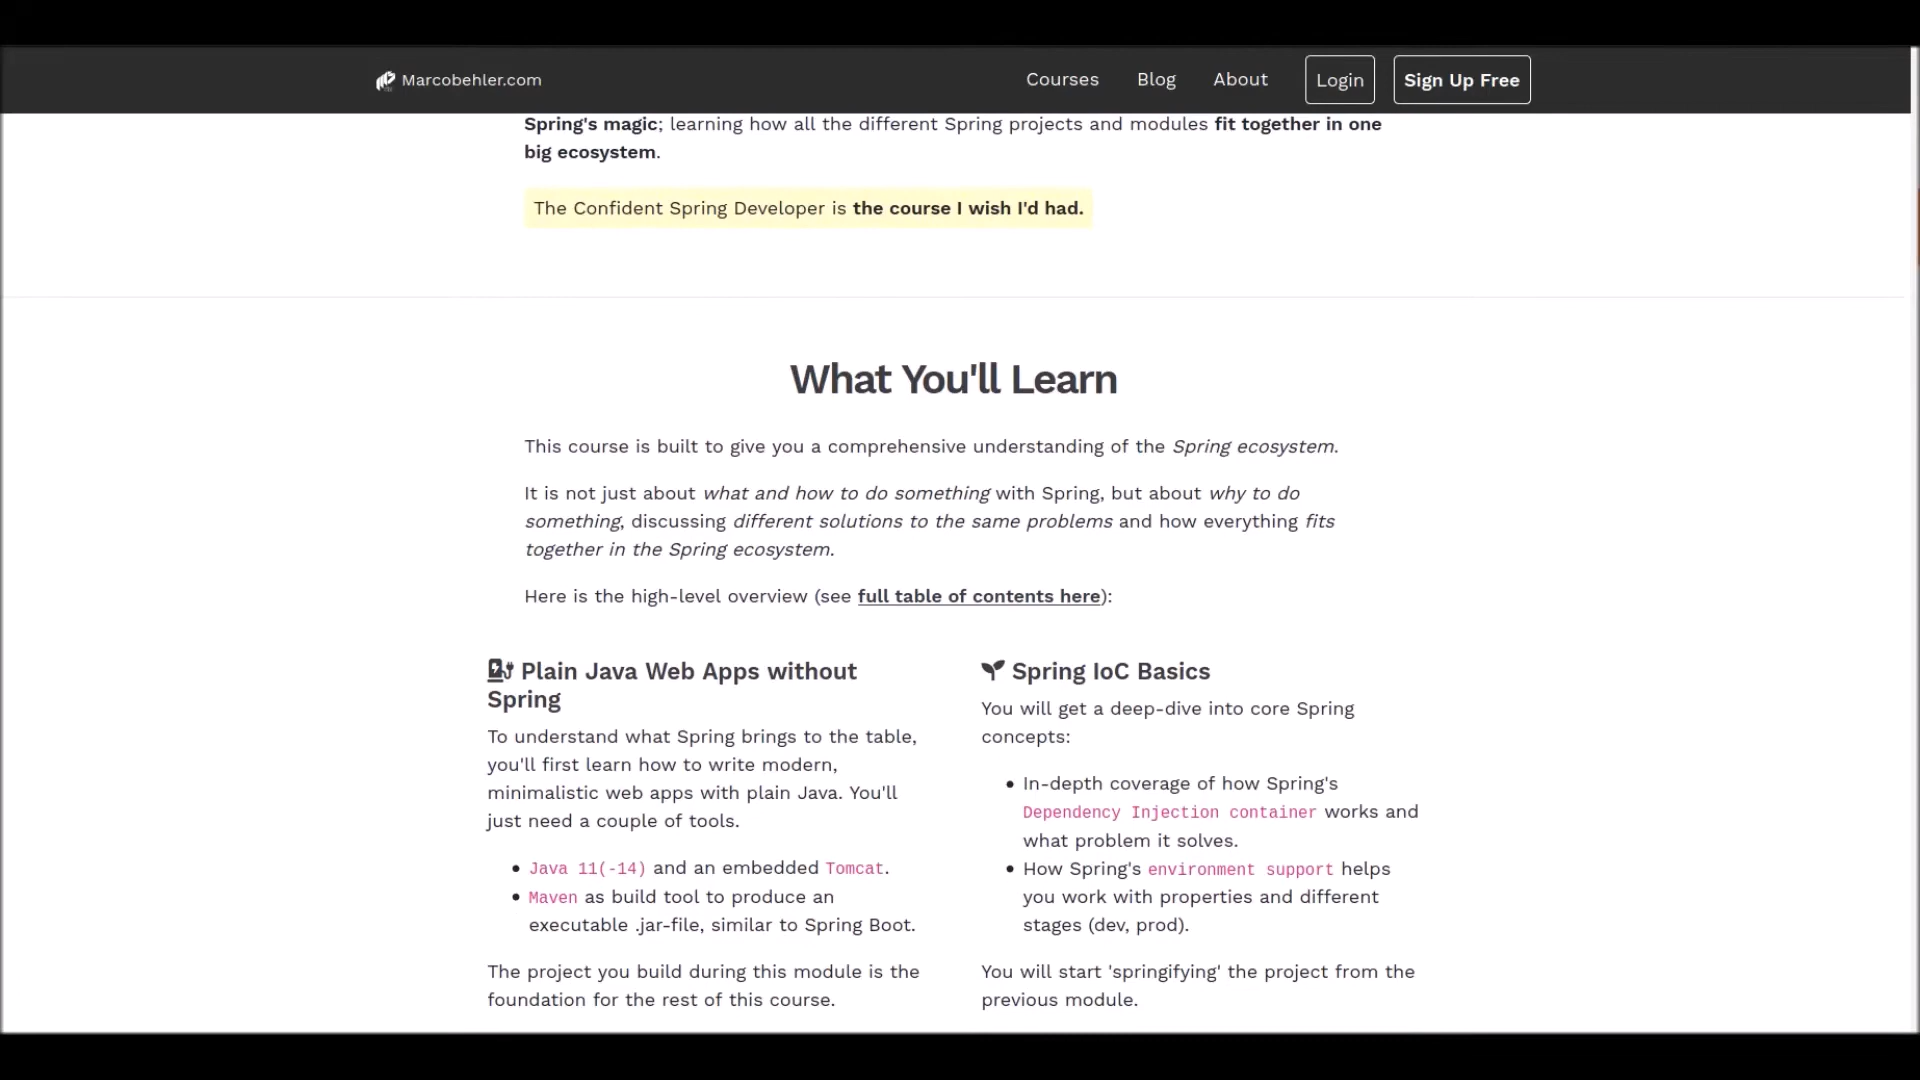 Marcobehler.com
Courses
Blog
About
Login
Sign Up Free
Spring's magic; learning how all the different Spring projects and modules fit together in one
big ecosystem.
The Confident Spring Developer is the course I wish I'd had.
What You'll Learn
This course is built to give you a comprehensive understanding of the Spring ecosystem.
It is not just about what and how to do something with Spring, but about why to do
something, discussing different solutions to the same problems and how everything fits
together in the Spring ecosystem.
Here is the high-level overview (see full table of contents here):
Plain Java Web Apps without
Spring
To understand what Spring brings to the table,
you'll first learn how to write modern,
minimalistic web apps with plain Java. You'll
just need a couple of tools.
• Java 11(-14) and an embedded Tomcat.
• Maven as build tool to produce an
executable .jar-file, similar to Spring Boot.
The project you build during this module is the
foundation for the rest of this course.
Spring IoC Basics
You will get a deep-dive into core Spring
concepts:
• In-depth coverage of how Spring's
Dependency Injection container works and
what problem it solves.
• How Spring's environment support helps
you work with properties and different
stages (dev, prod).
You will start 'springifying' the project from the
previous module.